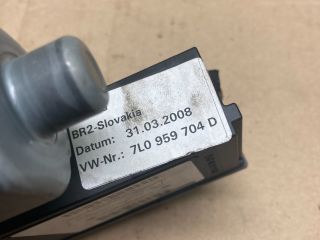 BR2-Slovakia
Datum: 31.03.2008
VW-Nr.: 7L0 959 704 D